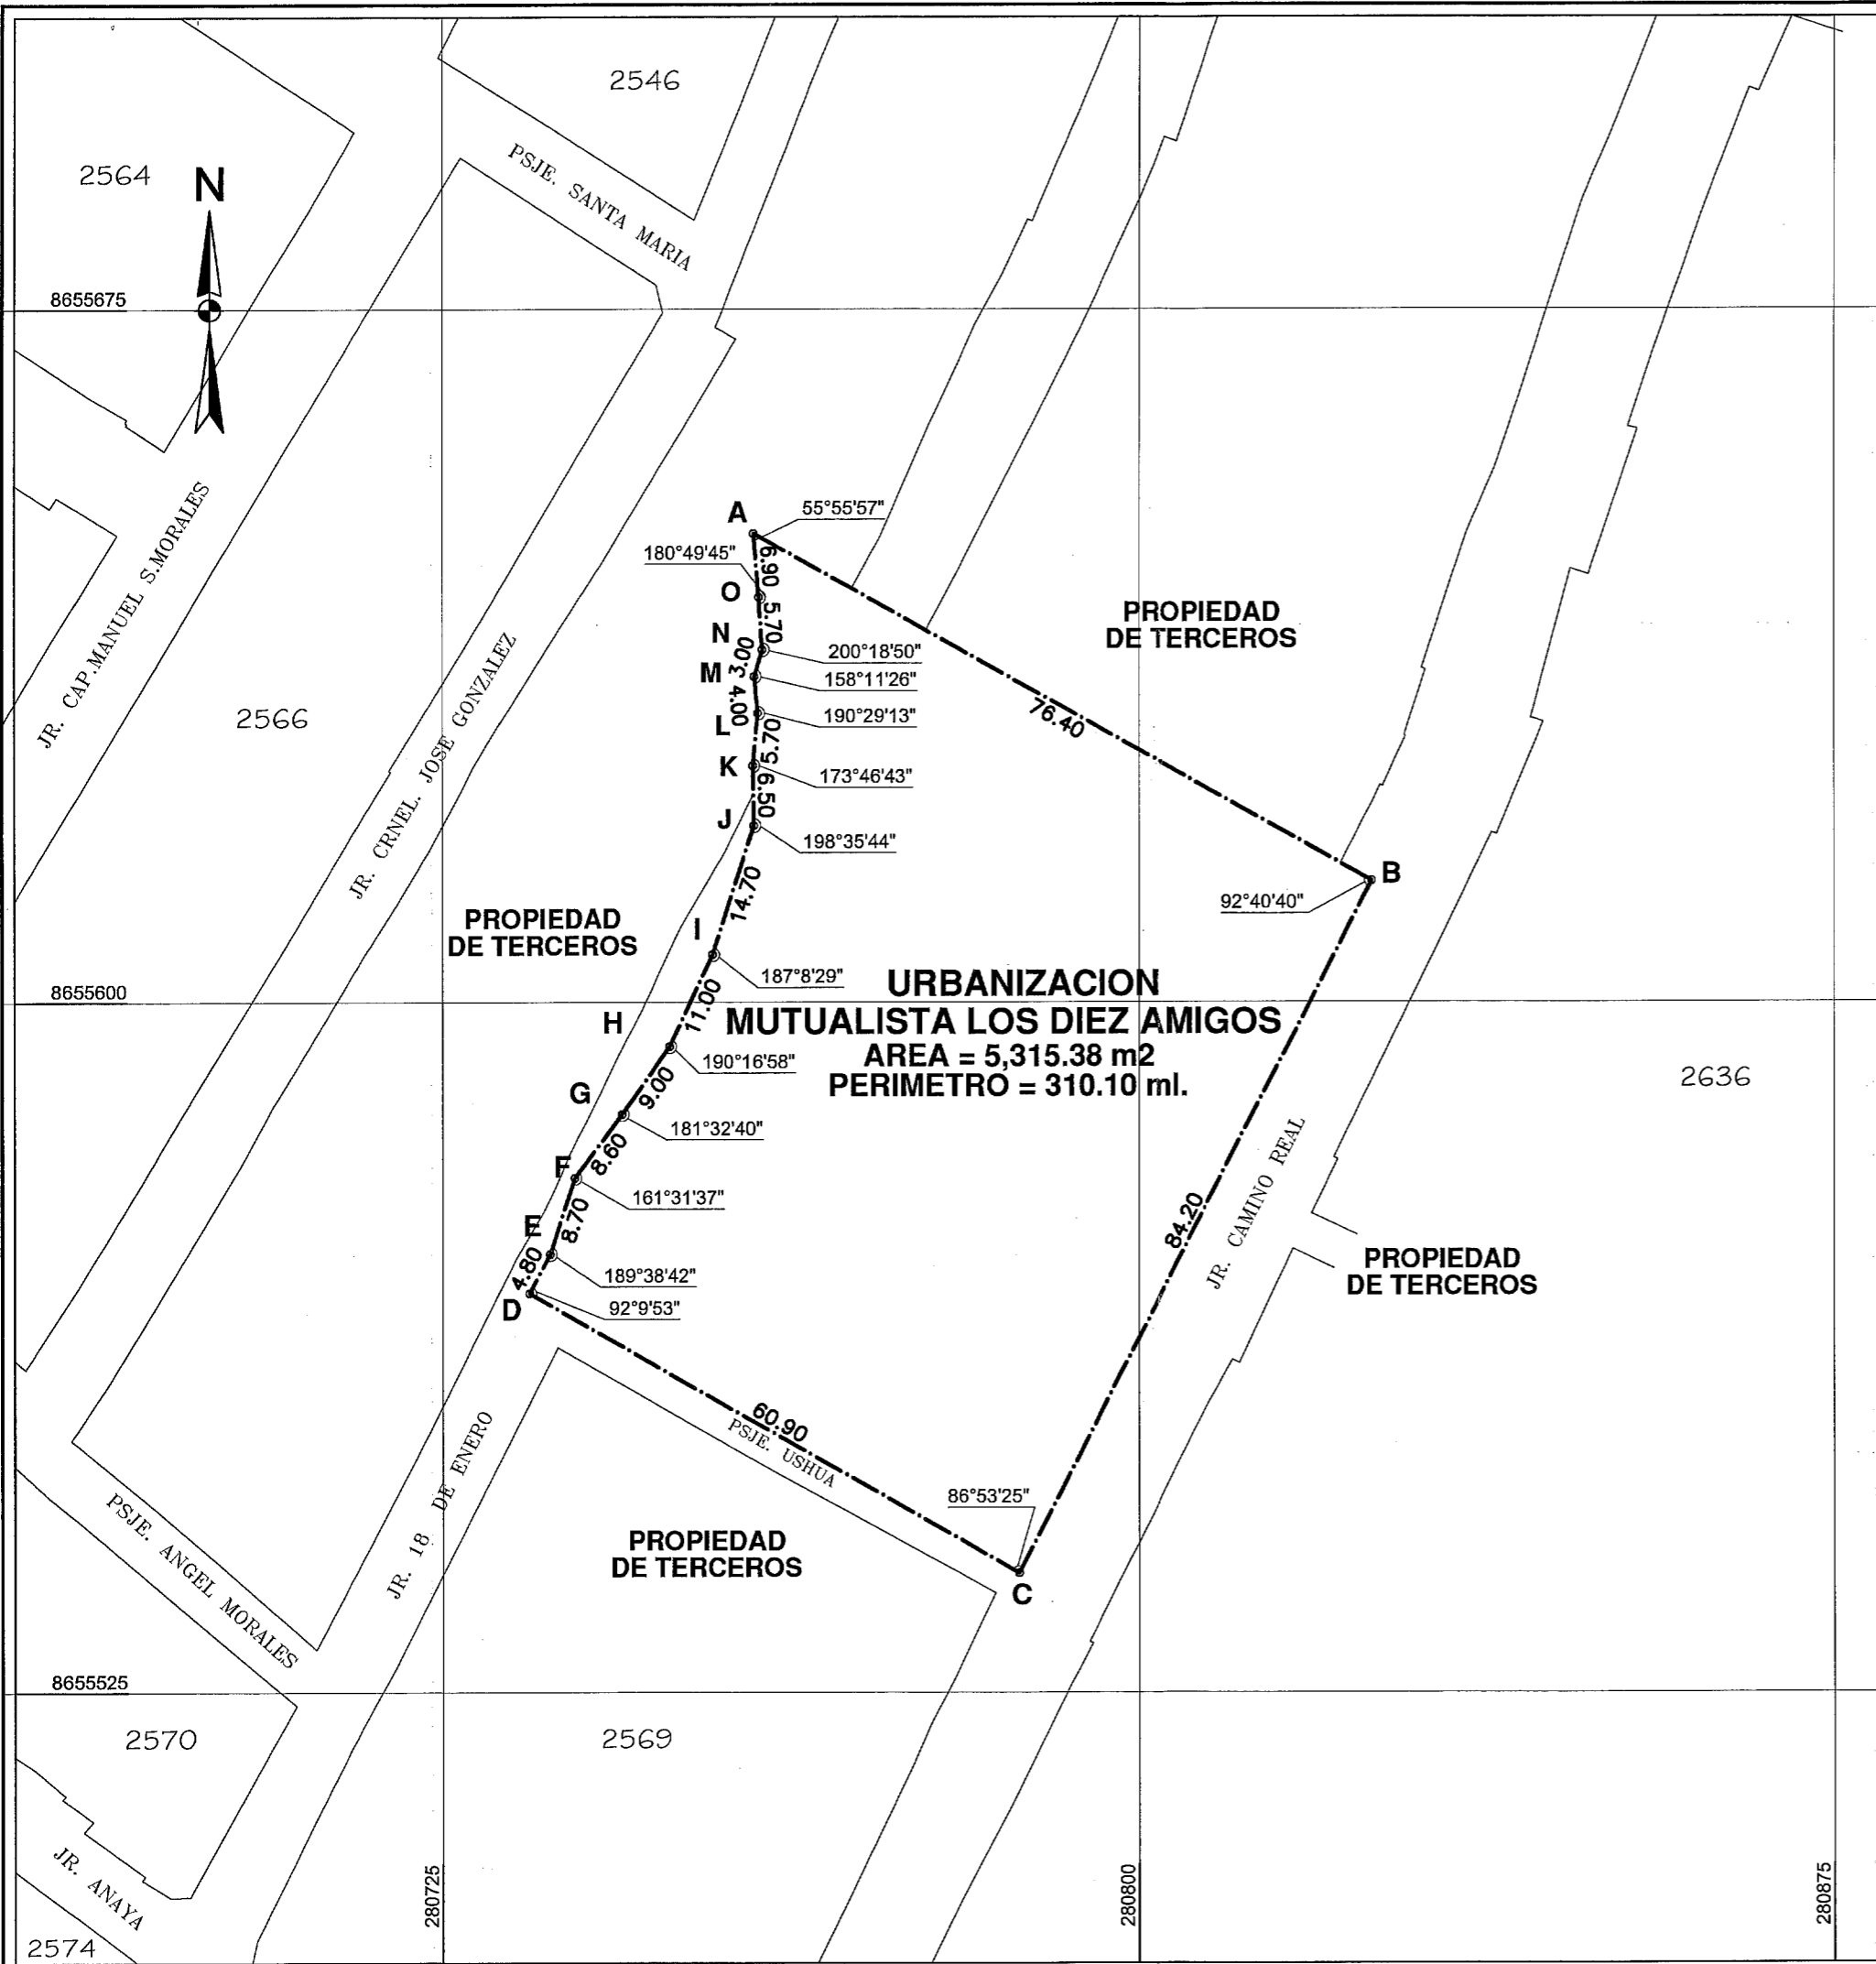 2546
2564
N
PSJE. SANTA MARIA
8655675
JR. CAP.MANUEL S.MORALES
A
55°55'57"
6.90
180°49'45"
O
5.70
PROPIEDAD
DE TERCEROS
N
3.00
200°18'50"
M
158°11'26"
4.00
190°29'13"
L
5.70
76.40
2566
JR. CRNEL. JOSE GONZALEZ
K
173°46'43"
6.50
J
198°35'44"
B
92°40'40"
14.70
PROPIEDAD
DE TERCEROS
I
187°8'29"
8655600
URBANIZACION
MUTUALISTA LOS DIEZ AMIGOS
AREA = 5,315.38 m2
PERIMETRO = 310.10 ml.
11.00
H
190°16'58"
2636
9.00
G
181°32'40"
8.60
F
161°31'37"
8.70
E
189°38'42"
4.80
D
92°9'53"
84.20
JR. CAMINO REAL
PROPIEDAD
DE TERCEROS
60.90
PSJE. USHUA
86°53'25"
C
JR. 18 DE ENERO
PROPIEDAD
DE TERCEROS
PSJE. ANGEL MORALES
8655525
2570
2569
JR. ANAYA
2574
280725
280800
280875